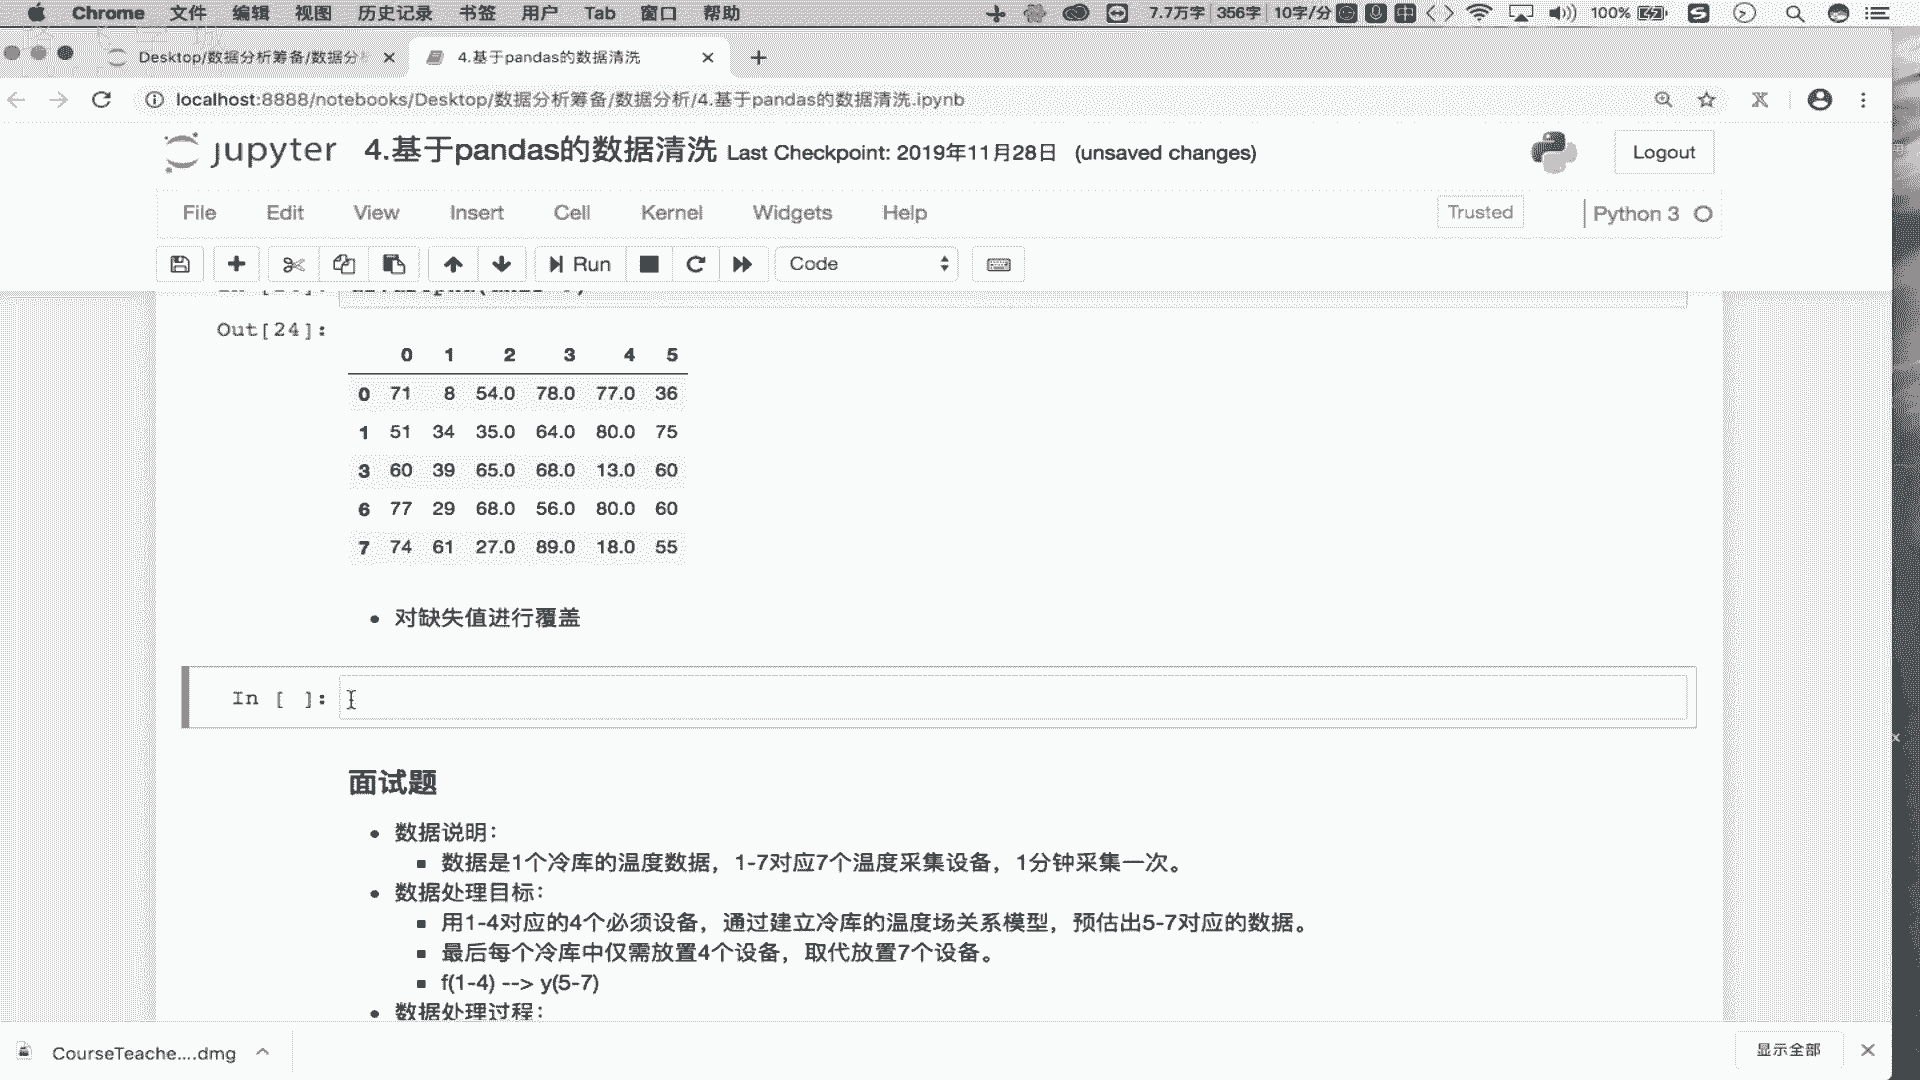 Chrome 文件 编辑 视图 历史记录 书签 用户 Tab 窗口 帮助 7.7万字 356字 10字/分 中 100%
Desktop/数据分析筹备/数据分 4.基于pandas的数据清洗
localhost:8888/notebooks/Desktop/数据分析筹备/数据分析/4.基于pandas的数据清洗.ipynb
jupyter 4.基于pandas的数据清洗 Last Checkpoint: 2019年11月28日 (unsaved changes) Logout
File Edit View Insert Cell Kernel Widgets Help Trusted Python 3
Run Code
Out[24]:
0 1 2 3 4 5
0 71 8 54.0 78.0 77.0 36
1 51 34 35.0 64.0 80.0 75
3 60 39 65.0 68.0 13.0 60
6 77 29 68.0 56.0 80.0 60
7 74 61 27.0 89.0 18.0 55
对缺失值进行覆盖
In [ ]:
面试题
数据说明：
数据是1个冷库的温度数据，1-7对应7个温度采集设备，1分钟采集一次。
数据处理目标：
用1-4对应的4个必须设备，通过建立冷库的温度场关系模型，预估出5-7对应的数据。
最后每个冷库中仅需放置4个设备，取代放置7个设备。
f(1-4) --> y(5-7)
数据处理过程：
CourseTeache....dmg 显示全部